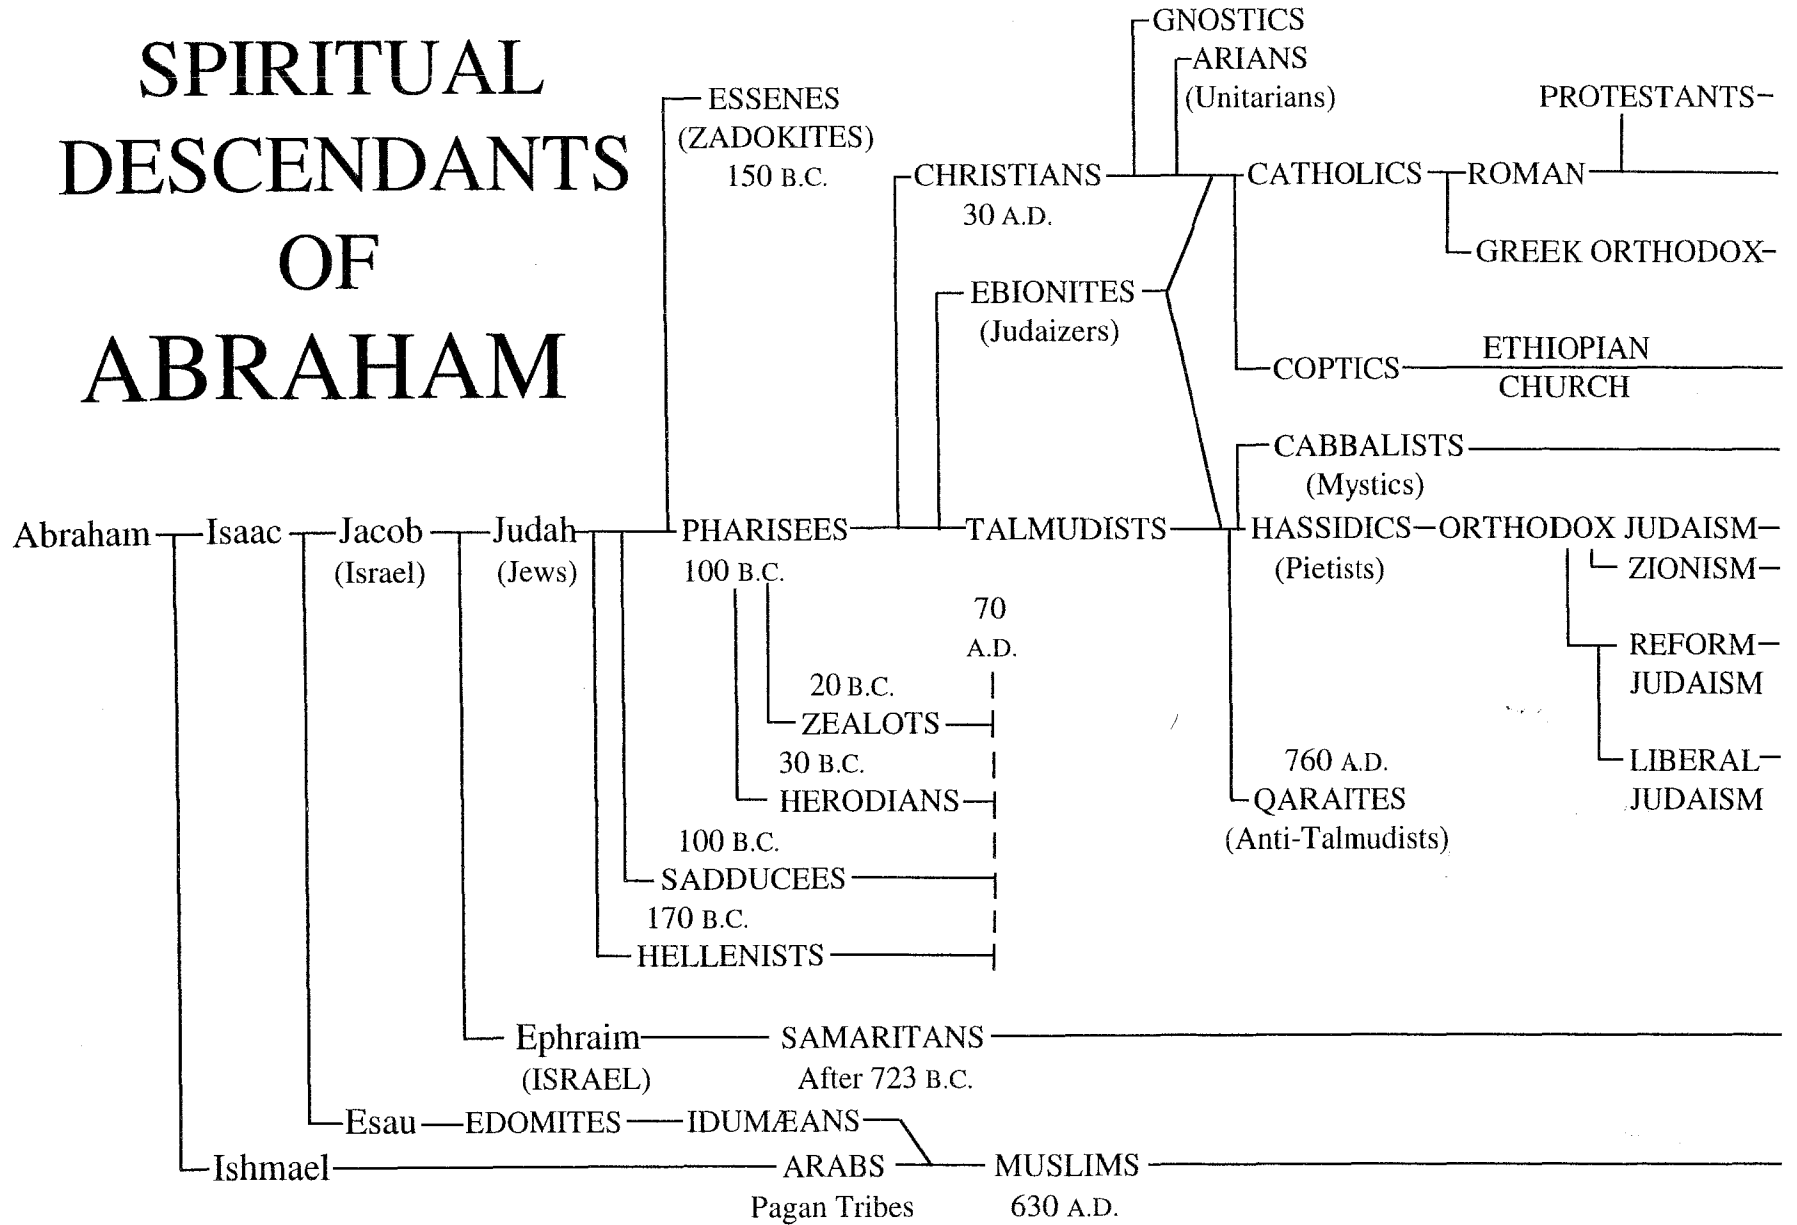 SPIRITUAL
DESCENDANTS
OF
ABRAHAM
GNOSTICS
ARIANS
(Unitarians)
PROTESTANTS
ESSENES
(ZADOKITES)
150 B.C.
CHRISTIANS
30 A.D.
CATHOLICS
ROMAN
GREEK ORTHODOX
EBIONITES
(Judaizers)
COPTICS
ETHIOPIAN
CHURCH
CABBALISTS
(Mystics)
Abraham
Isaac
Jacob
(Israel)
Judah
(Jews)
PHARISEES
100 B.C.
TALMUDISTS
HASSIDICS
(Pietists)
ORTHODOX JUDAISM
ZIONISM
70
A.D.
REFORM
JUDAISM
20 B.C.
ZEALOTS
30 B.C.
HERODIANS
760 A.D.
QARAITES
(Anti-Talmudists)
LIBERAL
JUDAISM
100 B.C.
SADDUCEES
170 B.C.
HELLENISTS
Ephraim
(ISRAEL)
SAMARITANS
After 723 B.C.
Esau
EDOMITES
IDUMÆANS
Ishmael
ARABS
Pagan Tribes
MUSLIMS
630 A.D.